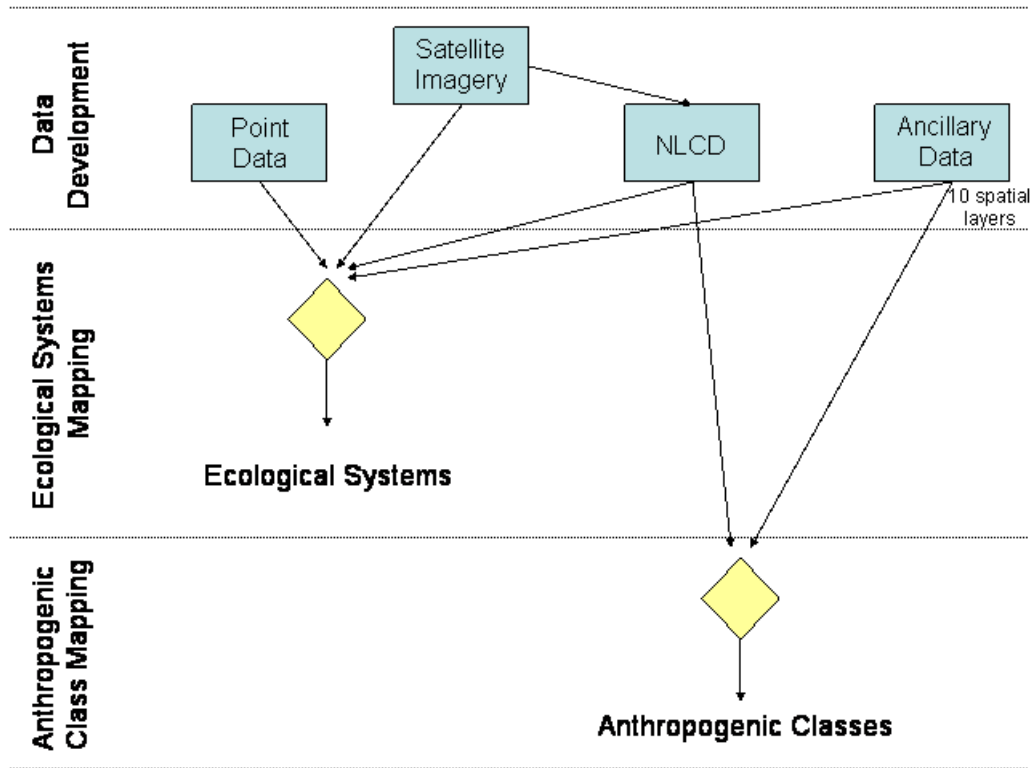 Data
Development
Satellite
Imagery
Point
Data
NLCD
Ancillary
Data
10 spatial
layers
Ecological Systems
Mapping
Ecological Systems
Anthropogenic
Class Mapping
Anthropogenic Classes